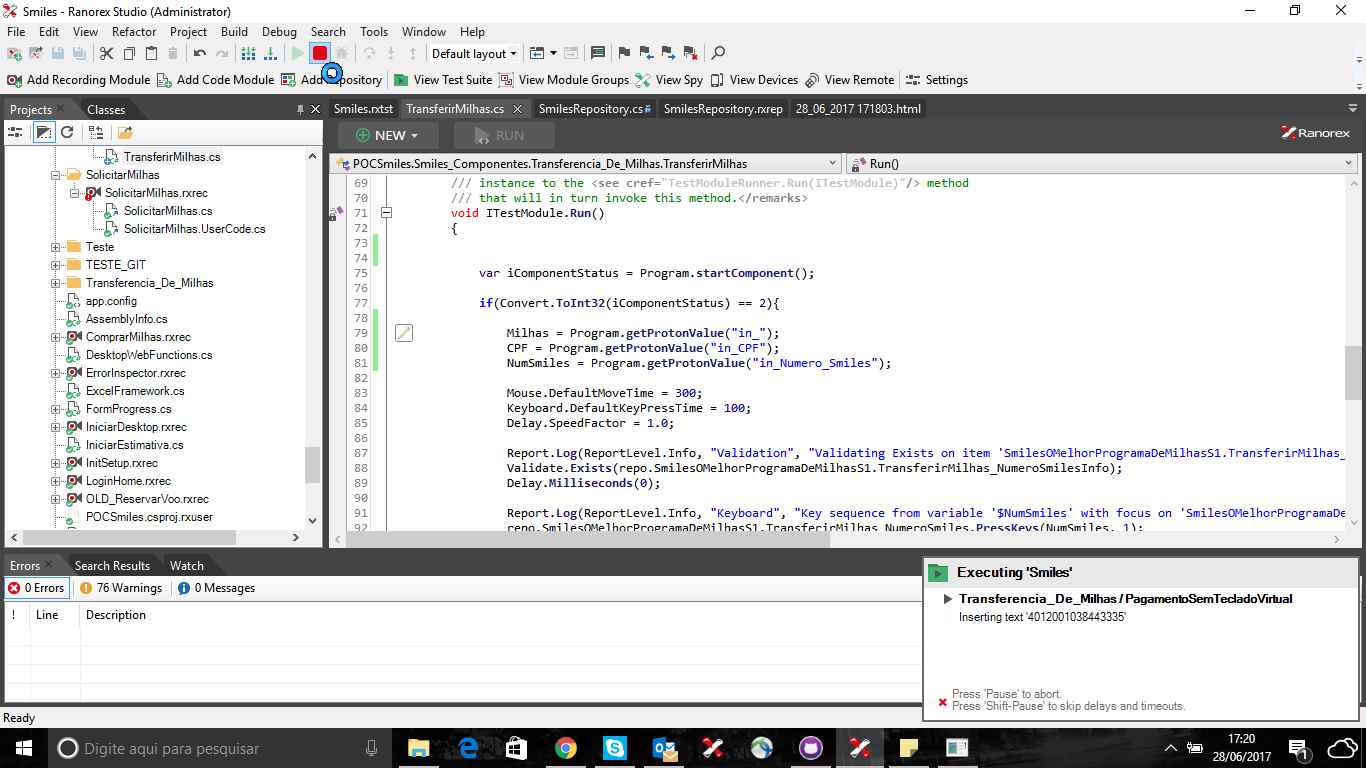 Smiles - Ranorex Studio (Administrator)
File Edit View Refactor Project Build Debug Search Tools Window Help
Default layout
Add Recording Module Add Code Module Add Repository View Test Suite View Module Groups View Spy View Devices View Remote Settings
Projects Classes
Smiles.rxtst TransferirMilhas.cs SmilesRepository.cs SmilesRepository.rxrep 28_06_2017 171803.html
NEW RUN Ranorex
POCSmiles.Smiles_Componentes.Transferencia_De_Milhas.TransferirMilhas Run()
TransferirMilhas.cs
SolicitarMilhas
SolicitarMilhas.rxrec
SolicitarMilhas.cs
SolicitarMilhas.UserCode.cs
Teste
TESTE_GIT
Transferencia_De_Milhas
app.config
AssemblyInfo.cs
ComprarMilhas.rxrec
DesktopWebFunctions.cs
ErrorInspector.rxrec
ExcelFramework.cs
FormProgress.cs
IniciarDesktop.rxrec
IniciarEstimativa.cs
InitSetup.rxrec
LoginHome.rxrec
OLD_ReservarVoo.rxrec
POCSmiles.csproj.rxuser
69 /// instance to the <see cref="TestModuleRunner.Run(ITestModule)"/> method
70 /// that will in turn invoke this method.</remarks>
71 void ITestModule.Run()
72 {
73
74
75 var iComponentStatus = Program.startComponent();
76
77 if(Convert.ToInt32(iComponentStatus) == 2){
78
79 Milhas = Program.getProtonValue("in_");
80 CPF = Program.getProtonValue("in_CPF");
81 NumSmiles = Program.getProtonValue("in_Numero_Smiles");
82
83 Mouse.DefaultMoveTime = 300;
84 Keyboard.DefaultKeyPressTime = 100;
85 Delay.SpeedFactor = 1.0;
86
87 Report.Log(ReportLevel.Info, "Validation", "Validating Exists on item 'SmilesOMelhorProgramaDeMilhasS1.TransferirMilhas_
88 Validate.Exists(repo.SmilesOMelhorProgramaDeMilhasS1.TransferirMilhas_NumeroSmilesInfo);
89 Delay.Milliseconds(0);
90
91 Report.Log(ReportLevel.Info, "Keyboard", "Key sequence from variable '$NumSmiles' with focus on 'SmilesOMelhorProgramaDe
92 repo.SmilesOMelhorProgramaDeMilhasS1.TransferirMilhas_NumeroSmiles.PressKeys(NumSmiles, 1);
Errors Search Results Watch
0 Errors 76 Warnings 0 Messages
! Line Description
Executing 'Smiles'
Transferencia_De_Milhas / PagamentoSemTecladoVirtual
Inserting text '4012001038443335'
Press 'Pause' to abort.
Press 'Shift-Pause' to skip delays and timeouts.
Ready
Digite aqui para pesquisar
17:20
28/06/2017
1